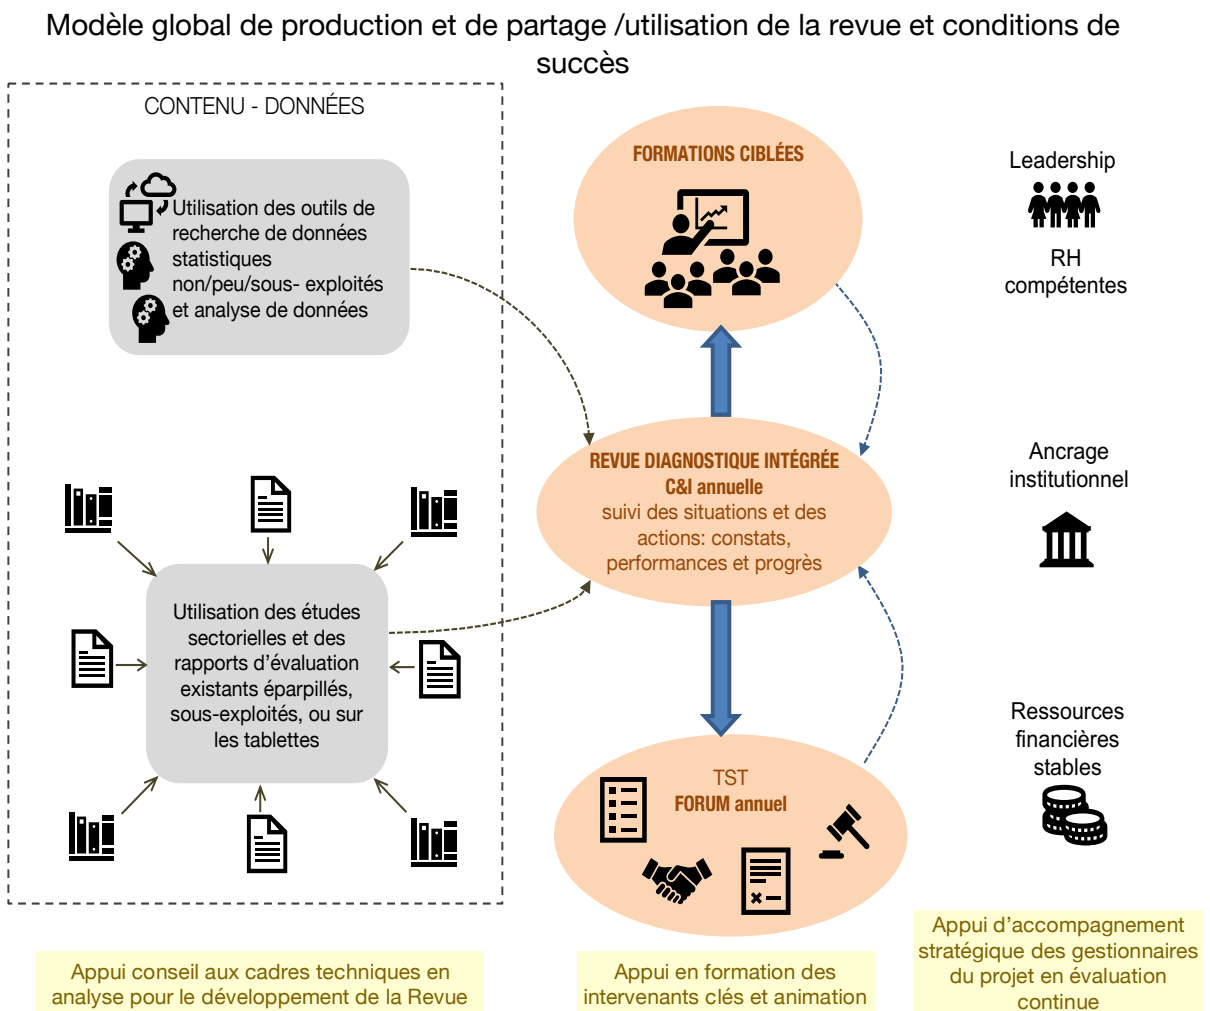 Modèle global de production et de partage /utilisation de la revue et conditions de
succès
CONTENU - DONNÉES
Utilisation des outils de
recherche de données
statistiques
non/peu/sous- exploités
et analyse de données
Utilisation des études
sectorielles et des
rapports d’évaluation
existants éparpillés,
sous-exploités, ou sur
les tablettes
Appui conseil aux cadres techniques en
analyse pour le développement de la Revue
FORMATIONS CIBLÉES
REVUE DIAGNOSTIQUE INTÉGRÉE
C&I annuelle
suivi des situations et des
actions: constats,
performances et progrès
TST
FORUM annuel
Appui en formation des
intervenants clés et animation
Leadership
RH
compétentes
Ancrage
institutionnel
Ressources
financières
stables
Appui d’accompagnement
stratégique des gestionnaires
du projet en évaluation
continue